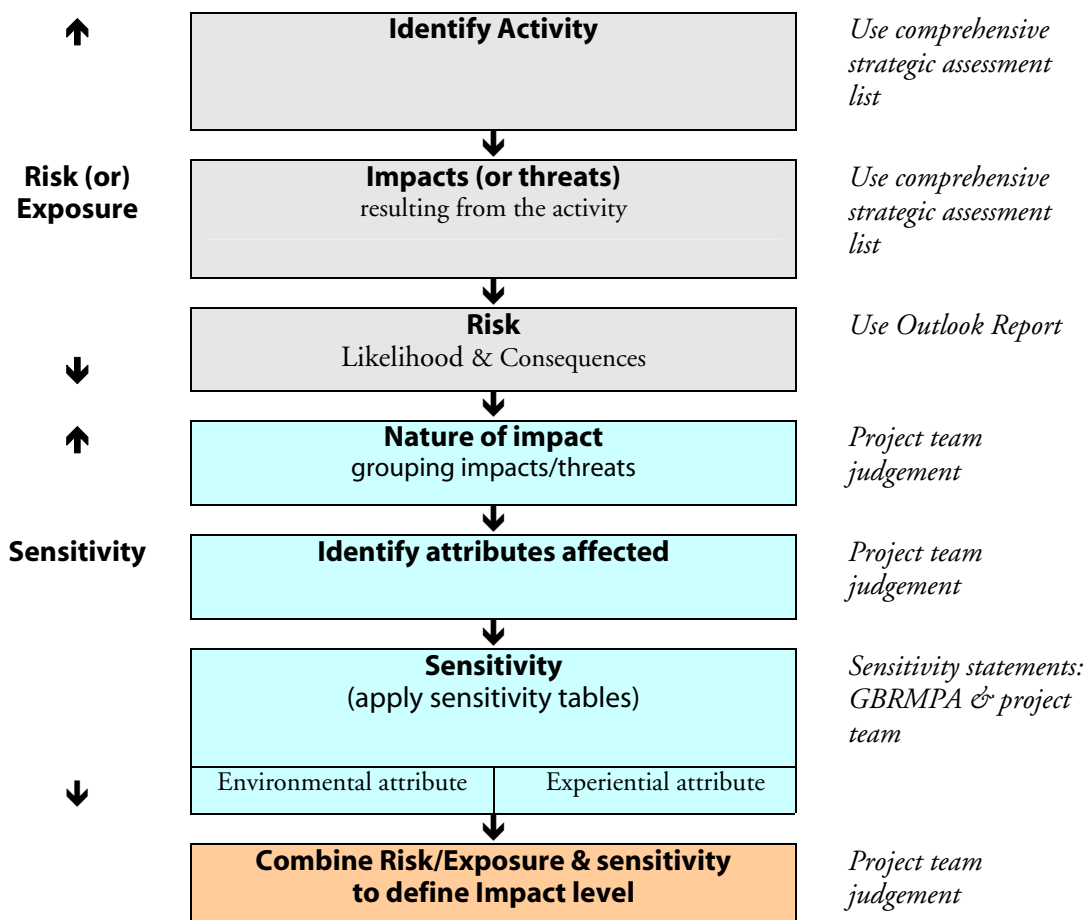 Identify Activity
Use comprehensive
strategic assessment
list
Risk (or)
Exposure
Impacts (or threats)
resulting from the activity
Use comprehensive
strategic assessment
list
Risk
Likelihood & Consequences
Use Outlook Report
Nature of impact
grouping impacts/threats
Project team
judgement
Sensitivity
Identify attributes affected
Project team
judgement
Sensitivity
(apply sensitivity tables)
Sensitivity statements:
GBRMPA & project
team
Environmental attribute
Experiential attribute
Combine Risk/Exposure & sensitivity
to define Impact level
Project team
judgement